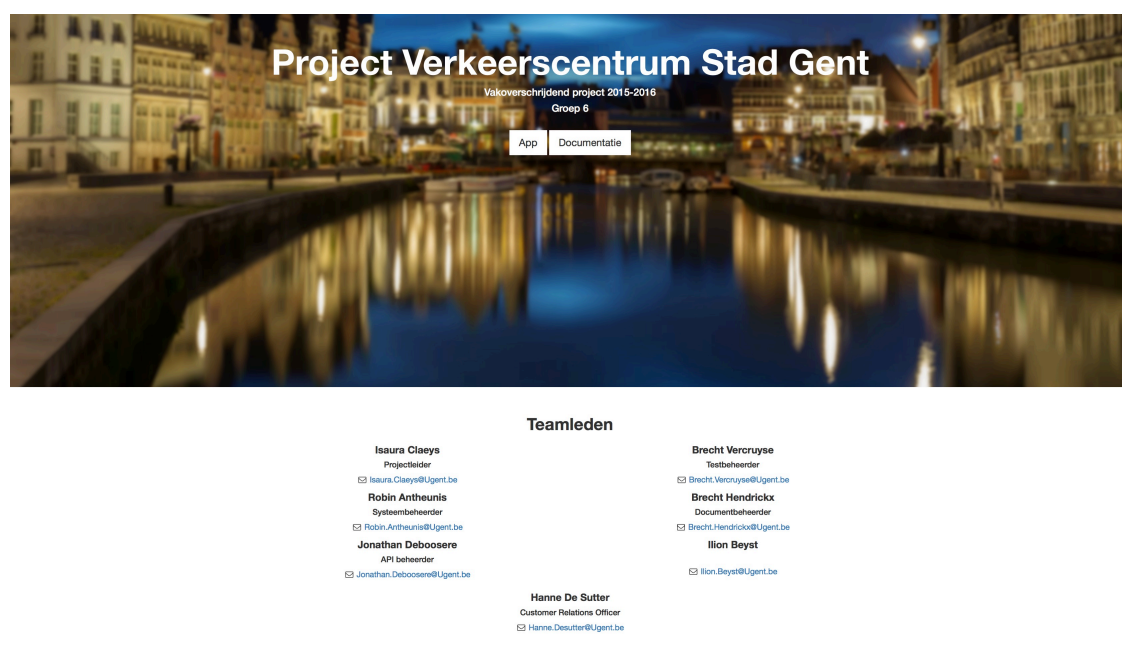 Project Verkeerscentrum Stad Gent
Vakoverschrijdend project 2015-2016
Groep 6
App
Documentatie
Teamleden
Isaura Claeys
Projectleider
Isaura.Claeys@Ugent.be
Brecht Vercruyse
Testbeheerder
Brecht.Vercruyse@Ugent.be
Robin Antheunis
Systeembeheerder
Robin.Antheunis@Ugent.be
Brecht Hendrickx
Documentbeheerder
Brecht.Hendrickx@Ugent.be
Jonathan Deboosere
API beheerder
Jonathan.Deboosere@Ugent.be
Ilion Beyst
Ilion.Beyst@Ugent.be
Hanne De Sutter
Customer Relations Officer
Hanne.Desutter@Ugent.be